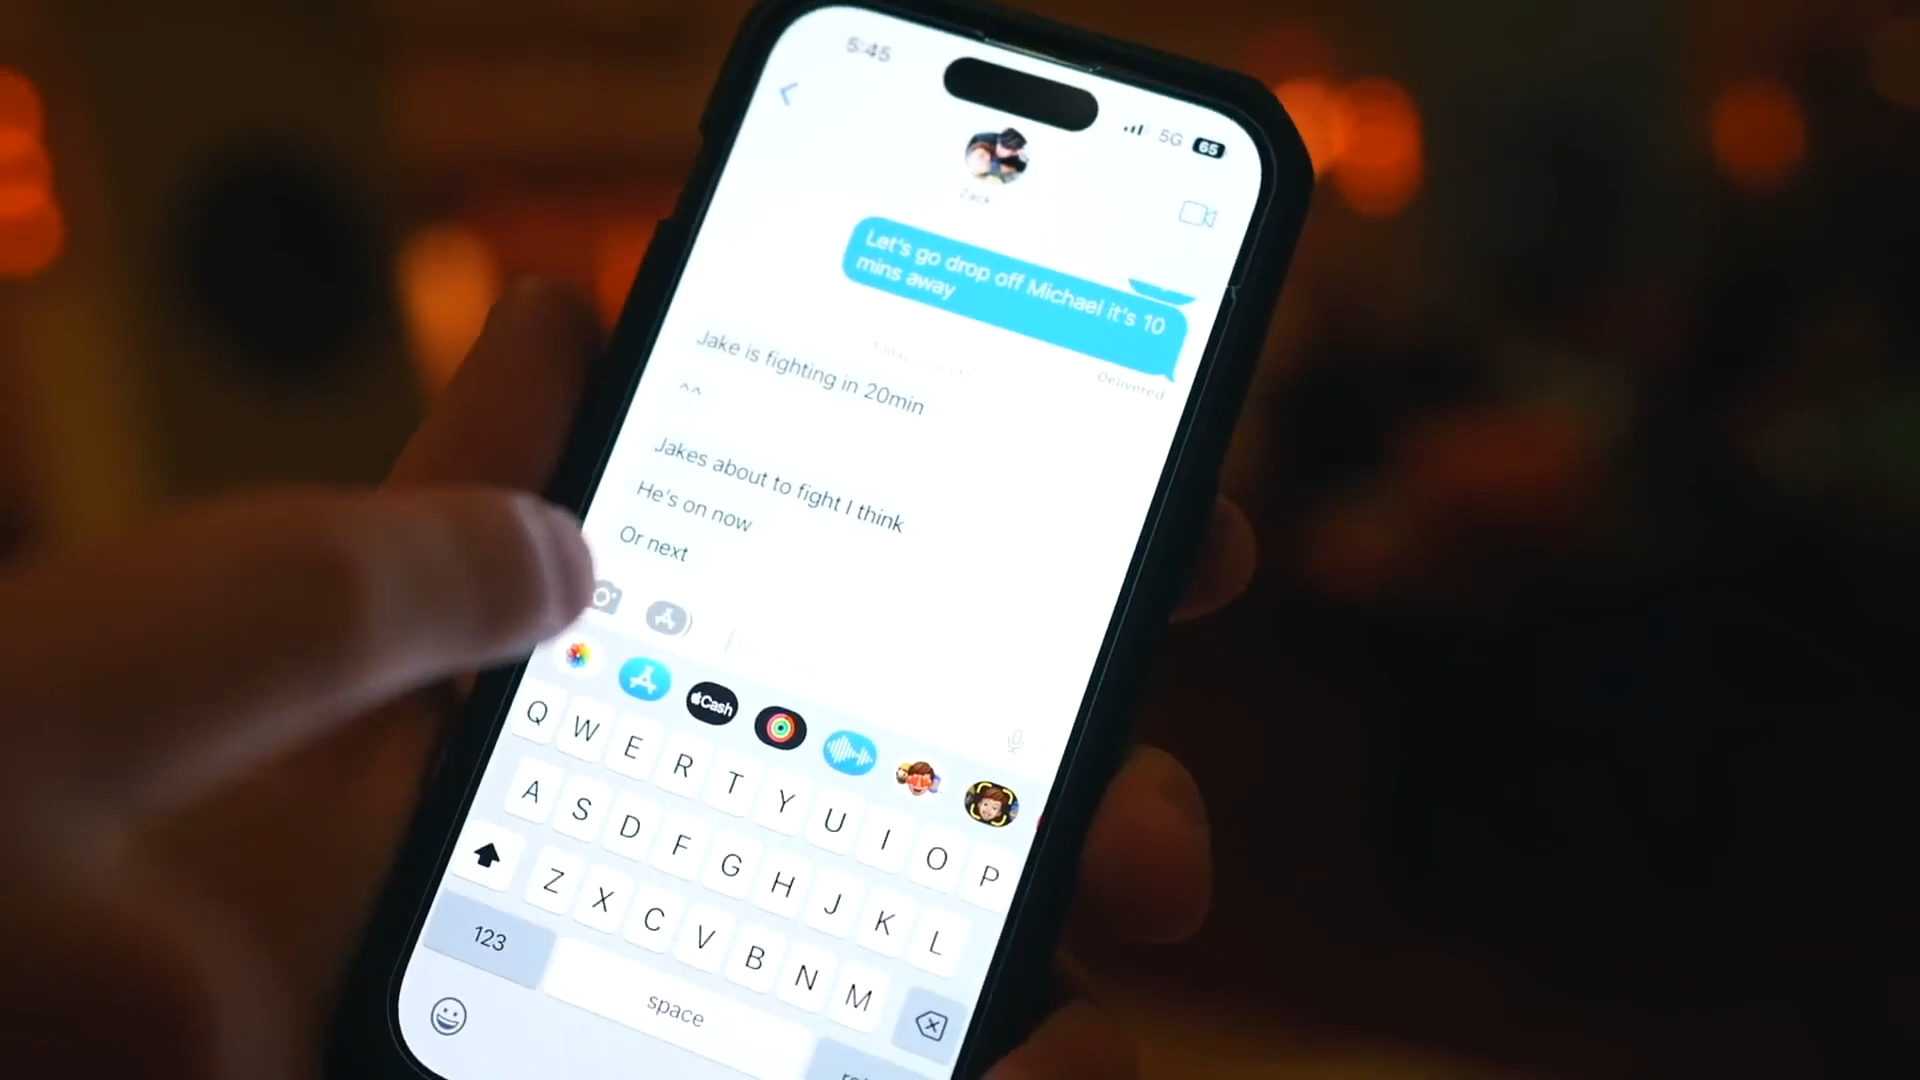 5:45
5G 65
Zack
Let's go drop off Michael it's 10
mins away
Delivered
Jake is fighting in 20min
^^
Jakes about to fight I think
He's on now
Or next
Cash
Q W E R T Y U I O P
A S D F G H J K L
Z X C V B N M
123
space